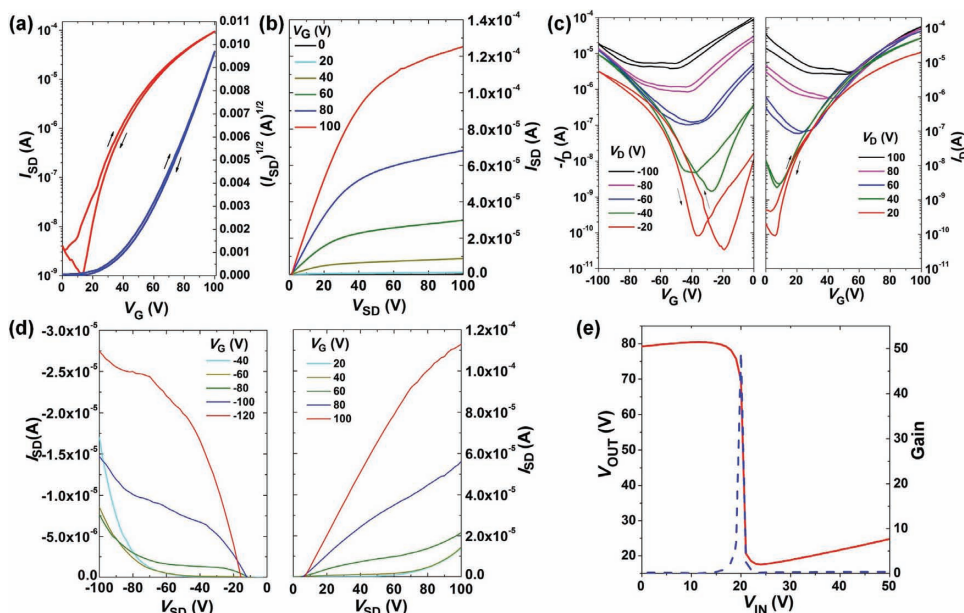 (a)
10⁻⁴
10⁻⁵
10⁻⁶
10⁻⁷
10⁻⁸
10⁻⁹
I_SD (A)
0 20 40 60 80 100
V_G (V)
0.011
0.010
0.009
0.008
0.007
0.006
0.005
0.004
0.003
0.002
0.001
0.000
(I_SD)^1/2 (A)^1/2
(b)
V_G (V)
0
20
40
60
80
100
0 20 40 60 80 100
V_SD (V)
1.4x10⁻⁴
1.2x10⁻⁴
1.0x10⁻⁴
8.0x10⁻⁵
6.0x10⁻⁵
4.0x10⁻⁵
2.0x10⁻⁵
0.0
I_SD (A)
(c)
10⁻⁴
10⁻⁵
10⁻⁶
10⁻⁷
10⁻⁸
10⁻⁹
10⁻¹⁰
10⁻¹¹
-I_D (A)
V_D (V)
-100
-80
-60
-40
-20
-100 -80 -60 -40 -20 0
V_G (V)
V_D (V)
100
80
60
40
20
0 20 40 60 80 100
V_G(V)
10⁻⁴
10⁻⁵
10⁻⁶
10⁻⁷
10⁻⁸
10⁻⁹
10⁻¹⁰
10⁻¹¹
I_D(A)
(d)
-3.0x10⁻⁵
-2.5x10⁻⁵
-2.0x10⁻⁵
-1.5x10⁻⁵
-1.0x10⁻⁵
-5.0x10⁻⁶
0.0
I_SD(A)
V_G (V)
-40
-60
-80
-100
-120
-100 -80 -60 -40 -20 0
V_SD (V)
V_G (V)
20
40
60
80
100
0 20 40 60 80 100
V_SD (V)
1.2x10⁻⁴
1.0x10⁻⁴
8.0x10⁻⁵
6.0x10⁻⁵
4.0x10⁻⁵
2.0x10⁻⁵
0.0
I_SD (A)
(e)
80
75
70
65
60
55
50
45
40
35
30
25
20
15
V_OUT (V)
0 10 20 30 40 50
V_IN (V)
50
40
30
20
10
0
Gain